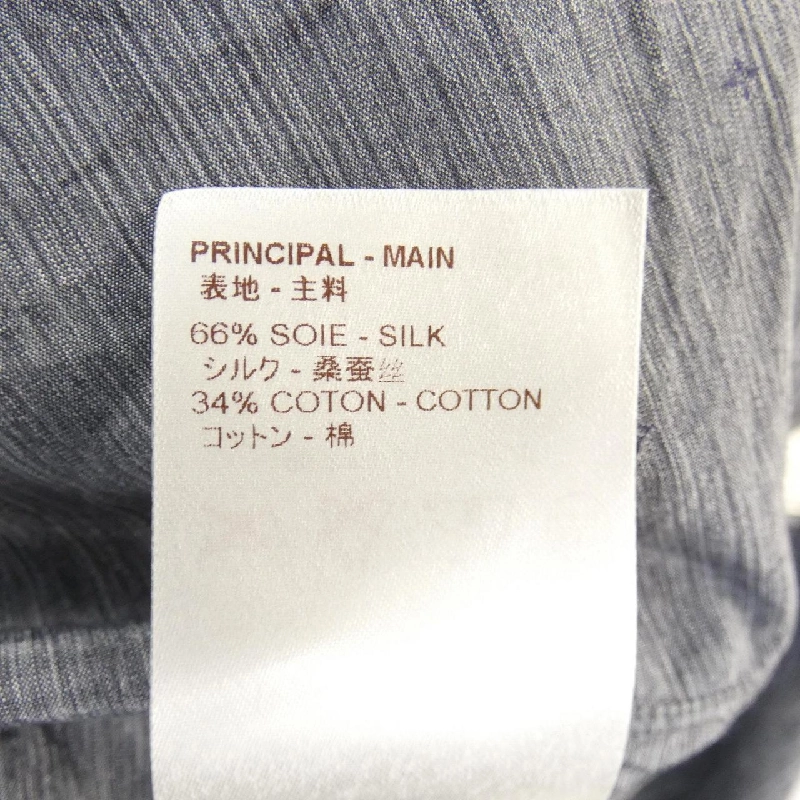 PRINCIPAL - MAIN
表地 - 主料
66% SOIE - SILK
シルク - 桑蚕丝
34% COTON - COTTON
コットン - 棉